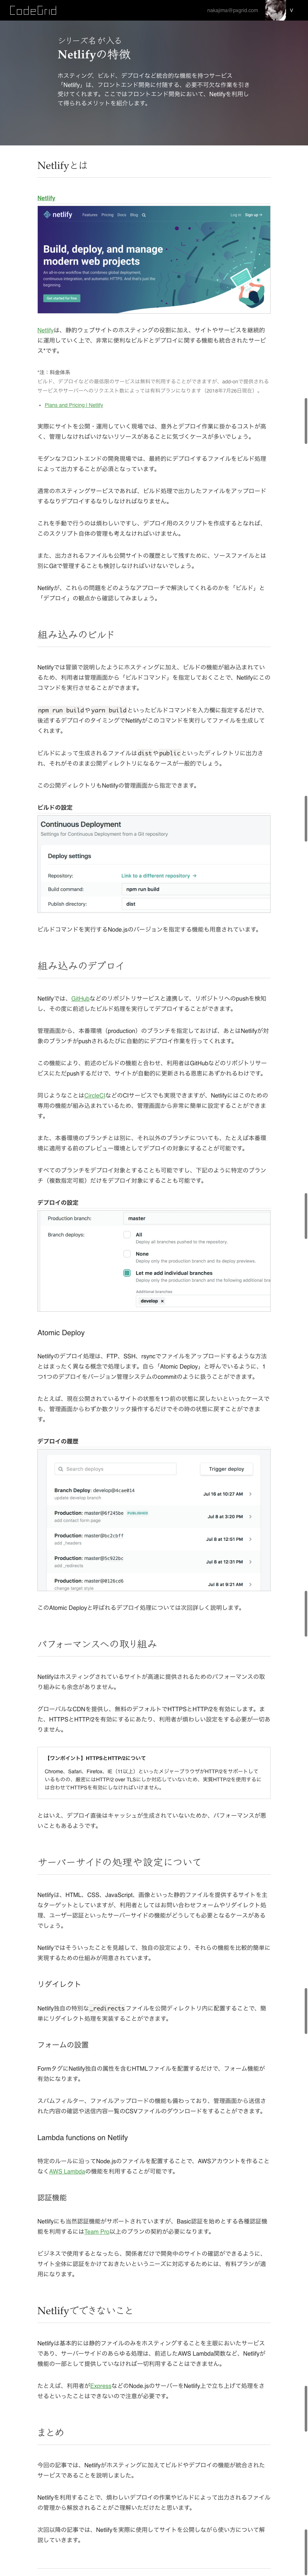 CodeGrid
nakajima@pxgrid.com
シリーズ名が入る
Netlifyの特徴
ホスティング、ビルド、デプロイなど統合的な機能を持つサービス
「Netlify」は、フロントエンド開発に付随する、必要不可欠な作業を引き
受けてくれます。ここではフロントエンド開発において、Netlifyを利用し
て得られるメリットを紹介します。
Netlifyとは
Netlify
netlify
Features Pricing Docs Blog
Log in Sign up →
Build, deploy, and manage
modern web projects
An all-in-one workflow that combines global deployment,
continuous integration, and automatic HTTPS. And that's just the
beginning.
Get started for free
Netlifyは、静的ウェブサイトのホスティングの役割に加え、サイトやサービスを継続的
に運用していく上で、非常に便利なビルドとデプロイに関する機能も統合されたサービ
ス*です。
*注：料金体系
ビルド、デプロイなどの最低限のサービスは無料で利用することができますが、add-onで提供される
サービスやサーバーへのリクエスト数によっては有料プランになります（2018年7月26日現在）。
Plans and Pricing | Netlify
実際にサイトを公開・運用していく現場では、意外とデプロイ作業に掛かるコストが高
く、管理しなければいけないリソースがあることに気づくケースが多いでしょう。
モダンなフロントエンドの開発現場では、最終的にデプロイするファイルをビルド処理
によって出力することが必須となっています。
通常のホスティングサービスであれば、ビルド処理で出力したファイルをアップロード
するなりデプロイするなりしなければなりません。
これを手動で行うのは煩わしいですし、デプロイ用のスクリプトを作成するとなれば、
このスクリプト自体の管理も考えなければいけません。
また、出力されるファイルも公開サイトの履歴として残すために、ソースファイルとは
別にGitで管理することも検討しなければいけないでしょう。
Netlifyが、これらの問題をどのようなアプローチで解決してくれるのかを「ビルド」と
「デプロイ」の観点から確認してみましょう。
組み込みのビルド
Netlifyでは冒頭で説明したようにホスティングに加え、ビルドの機能が組み込まれてい
るため、利用者は管理画面から「ビルドコマンド」を指定しておくことで、Netlifyにこの
コマンドを実行させることができます。
npm run buildやyarn buildといったビルドコマンドを入力欄に指定するだけで、
後述するデプロイのタイミングでNetlifyがこのコマンドを実行してファイルを生成して
くれます。
ビルドによって生成されるファイルはdistやpublicといったディレクトリに出力さ
れ、それがそのまま公開ディレクトリになるケースが一般的でしょう。
この公開ディレクトリもNetlifyの管理画面から指定できます。
ビルドの設定
Continuous Deployment
Settings for Continuous Deployment from a Git repository
Deploy settings
Repository: Link to a different repository →
Build command: npm run build
Publish directory: dist
ビルドコマンドを実行するNode.jsのバージョンを指定する機能も用意されています。
組み込みのデプロイ
Netlifyでは、GitHubなどのリポジトリサービスと連携して、リポジトリへのpushを検知
し、その度に前述したビルド処理を実行してデプロイすることができます。
管理画面から、本番環境（production）のブランチを指定しておけば、あとはNetlifyが対
象のブランチがpushされるたびに自動的にデプロイ作業を行ってくれます。
この機能により、前述のビルドの機能と合わせ、利用者はGitHubなどのリポジトリサー
ビスにただpushするだけで、サイトが自動的に更新される恩恵にあずかれるわけです。
同じようなことはCircleCIなどのCIサービスでも実現できますが、Netlifyにはこのための
専用の機能が組み込まれているため、管理画面から非常に簡単に設定することができま
す。
また、本番環境のブランチとは別に、それ以外のブランチについても、たとえば本番環
境に適用する前のプレビュー環境としてデプロイの対象にすることが可能です。
すべてのブランチをデプロイ対象とすることも可能ですし、下記のように特定のブラン
チ（複数指定可能）だけをデプロイ対象にすることも可能です。
デプロイの設定
Production branch: master
Branch deploys:
All
Deploy all branches pushed to the repository.
None
Deploy only the production branch and its deploy previews.
Let me add individual branches
Deploy only the production branch and the following additional bra
Additional branches
develop ×
Atomic Deploy
Netlifyのデプロイ処理は、FTP、SSH、rsyncでファイルをアップロードするような方法
とはまったく異なる概念で処理します。自ら「Atomic Deploy」と呼んでいるように、1
つ1つのデプロイをバージョン管理システムのcommitのように扱うことができます。
たとえば、現在公開されているサイトの状態を1つ前の状態に戻したいといったケースで
も、管理画面からわずか数クリック操作するだけでその時の状態に戻すことができま
す。
デプロイの履歴
Search deploys
Trigger deploy
Branch Deploy: develop@4cae014
update develop branch
Jul 16 at 10:27 AM
Production: master@6f245be PUBLISHED
add contact form page
Jul 8 at 3:20 PM
Production: master@bc2cbff
add _headers
Jul 8 at 12:51 PM
Production: master@5c922bc
add _redirects
Jul 8 at 12:31 PM
Production: master@0126cd6
change target style
Jul 8 at 9:21 AM
このAtomic Deployと呼ばれるデプロイ処理については次回詳しく説明します。
パフォーマンスへの取り組み
Netlifyはホスティングされているサイトが高速に提供されるためのパフォーマンスの取
り組みにも余念がありません。
グローバルなCDNを提供し、無料のデフォルトでHTTPSとHTTP/2を有効にします。ま
た、HTTPSとHTTP/2を有効にするにあたり、利用者が煩わしい設定をする必要が一切あ
りません。
【ワンポイント】HTTPSとHTTP/2について
Chrome、Safari、Firefox、IE（11以上）といったメジャーブラウザがHTTP/2をサポートして
いるものの、厳密にはHTTP/2 over TLSにしか対応していないため、実質HTTP/2を使用するに
は合わせてHTTPSを有効にしなければいけません。
とはいえ、デプロイ直後はキャッシュが生成されていないためか、パフォーマンスが悪
いこともあるようです。
サーバーサイドの処理や設定について
Netlifyは、HTML、CSS、JavaScript、画像といった静的ファイルを提供するサイトを主
なターゲットとしていますが、利用者としてはお問い合わせフォームやリダイレクト処
理、ユーザー認証といったサーバーサイドの機能がどうしても必要となるケースがある
でしょう。
Netlifyではそういったことを見越して、独自の設定により、それらの機能を比較的簡単に
実現するための仕組みが用意されています。
リダイレクト
Netlify独自の特別な_redirectsファイルを公開ディレクトリ内に配置することで、簡
単にリダイレクト処理を実装することができます。
フォームの設置
FormタグにNetlify独自の属性を含むHTMLファイルを配置するだけで、フォーム機能が
有効になります。
スパムフィルター、ファイルアップロードの機能も備わっており、管理画面から送信さ
れた内容の確認や送信内容一覧のCSVファイルのダウンロードをすることができます。
Lambda functions on Netlify
特定のルールに沿ってNode.jsのファイルを配置することで、AWSアカウントを作ること
なくAWS Lambdaの機能を利用することが可能です。
認証機能
Netlifyにも当然認証機能がサポートされていますが、Basic認証を始めとする各種認証機
能を利用するにはTeam Pro以上のプランの契約が必要になります。
ビジネスで使用するとなったら、関係者だけで開発中のサイトの確認ができるように、
サイト全体に認証をかけておきたいというニーズに対応するためには、有料プランが適
用になります。
Netlifyでできないこと
Netlifyは基本的には静的ファイルのみをホスティングすることを主眼においたサービス
であり、サーバーサイドのあらゆる処理は、前述したAWS Lambda関数など、Netlifyが
機能の一部として提供していなければ一切利用することはできません。
たとえば、利用者がExpressなどのNode.jsのサーバーをNetlify上で立ち上げて処理をさ
せるといったことはできないので注意が必要です。
まとめ
今回の記事では、Netlifyがホスティングに加えてビルドやデプロイの機能が統合された
サービスであることを説明しました。
Netlifyを利用することで、煩わしいデプロイの作業やビルドによって出力されるファイル
の管理から解放されることがご理解いただけたと思います。
次回以降の記事では、Netlifyを実際に使用してサイトを公開しながら使い方について解
説していきます。